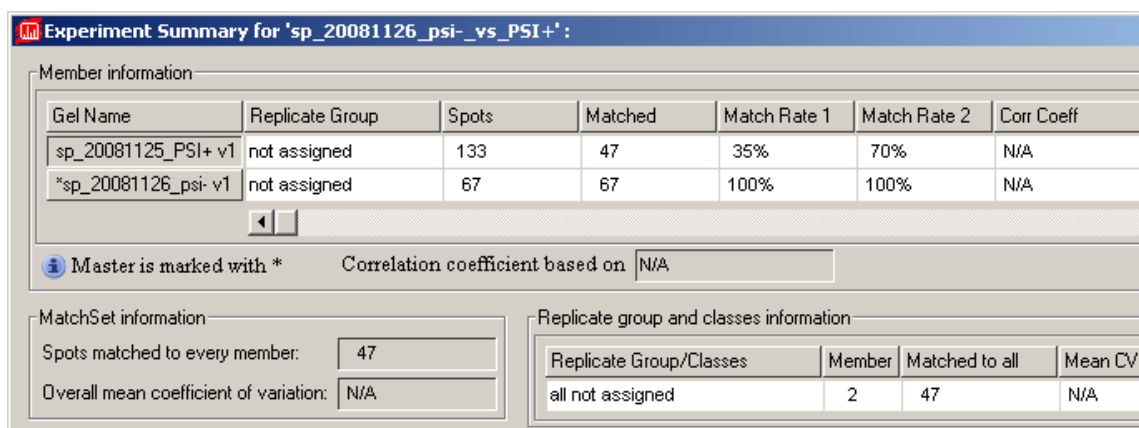 Experiment Summary for 'sp_20081126_psi-_vs_PSI+':
Member information
Gel Name Replicate Group Spots Matched Match Rate 1 Match Rate 2 Corr Coeff
sp_20081125_PSI+ v1 not assigned 133 47 35% 70% N/A
*sp_20081126_psi- v1 not assigned 67 67 100% 100% N/A
Master is marked with * Correlation coefficient based on N/A
MatchSet information
Spots matched to every member: 47
Overall mean coefficient of variation: N/A
Replicate group and classes information
Replicate Group/Classes Member Matched to all Mean CV
all not assigned 2 47 N/A